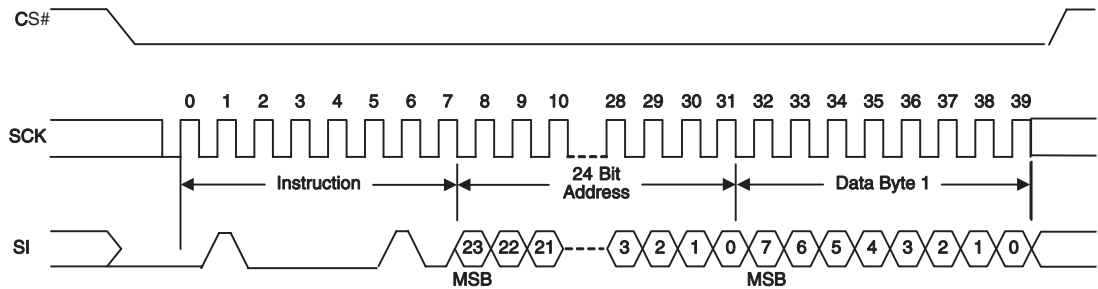 CS#
0 1 2 3 4 5 6 7 8 9 10 28 29 30 31 32 33 34 35 36 37 38 39
SCK
Instruction 24 Bit Address Data Byte 1
SI 23 22 21 3 2 1 0 7 6 5 4 3 2 1 0
MSB MSB